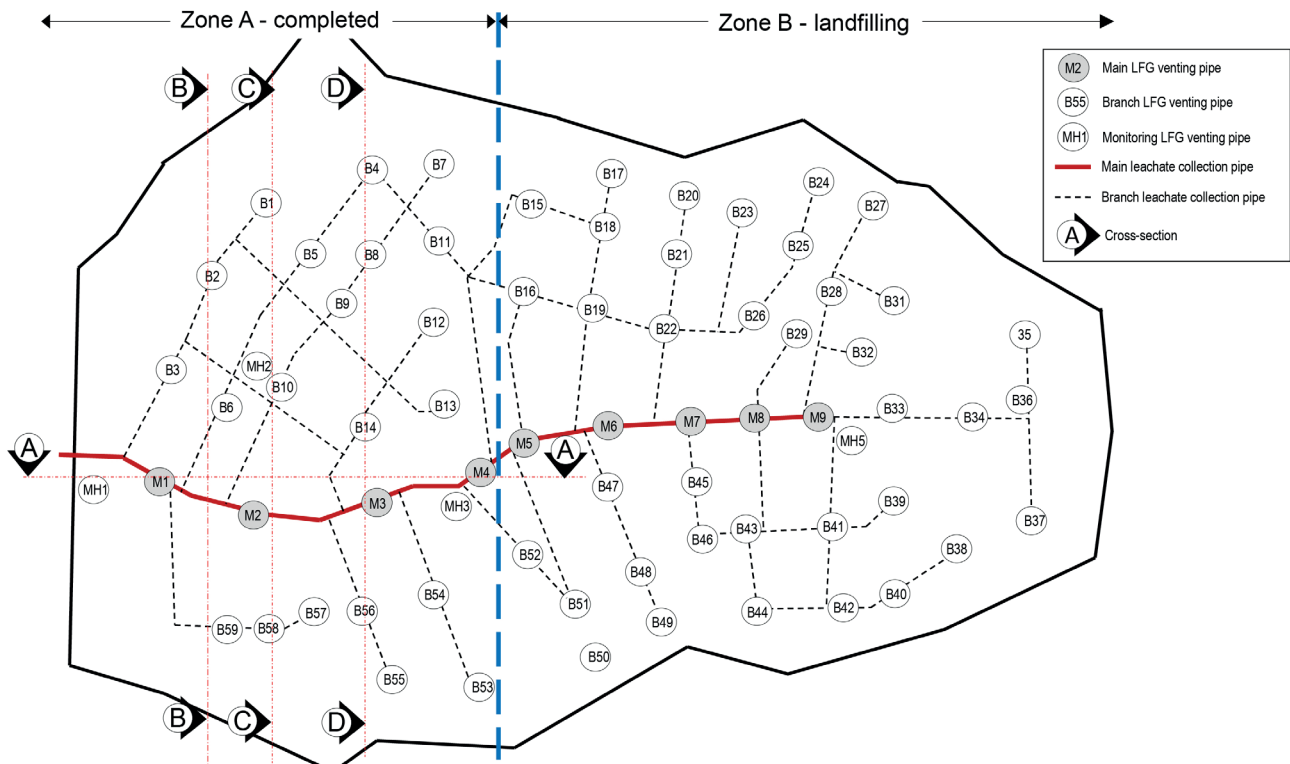 Zone A - completed
Zone B - landfilling
M2 Main LFG venting pipe
B55 Branch LFG venting pipe
MH1 Monitoring LFG venting pipe
Main leachate collection pipe
Branch leachate collection pipe
A Cross-section
B
C
D
B4
B7
B17
B24
B20
B1
B15
B23
B27
B18
B11
B5
B8
B21
B25
B2
B16
B28
B31
B9
B19
B26
B12
B22
B29
35
B32
MH2
B3
B10
B36
B6
B13
B33
M9
B34
M8
M7
M6
B14
MH5
M5
A
A
M4
MH1
M1
B45
B47
M3
MH3
B39
M2
B37
B43
B41
B46
B38
B52
B48
B54
B40
B51
B42
B56
B57
B44
B49
B59
B58
B50
B55
B53
B
C
D